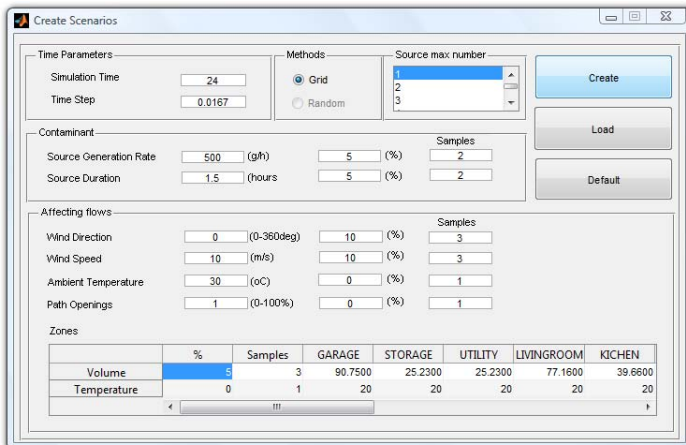 Create Scenarios
Time Parameters
Simulation Time 24
Time Step 0.0167
Methods
Grid
Random
Source max number
1
2
3
Create
Load
Default
Contaminant
Samples
Source Generation Rate 500 (g/h) 5 (%) 2
Source Duration 1.5 (hours 5 (%) 2
Affecting flows
Samples
Wind Direction 0 (0-360deg) 10 (%) 3
Wind Speed 10 (m/s) 10 (%) 3
Ambient Temperature 30 (oC) 0 (%) 1
Path Openings 1 (0-100%) 0 (%) 1
Zones
% Samples GARAGE STORAGE UTILITY LIVINGROOM KICHEN
Volume 5 3 90.7500 25.2300 25.2300 77.1600 39.6600
Temperature 0 1 20 20 20 20 20